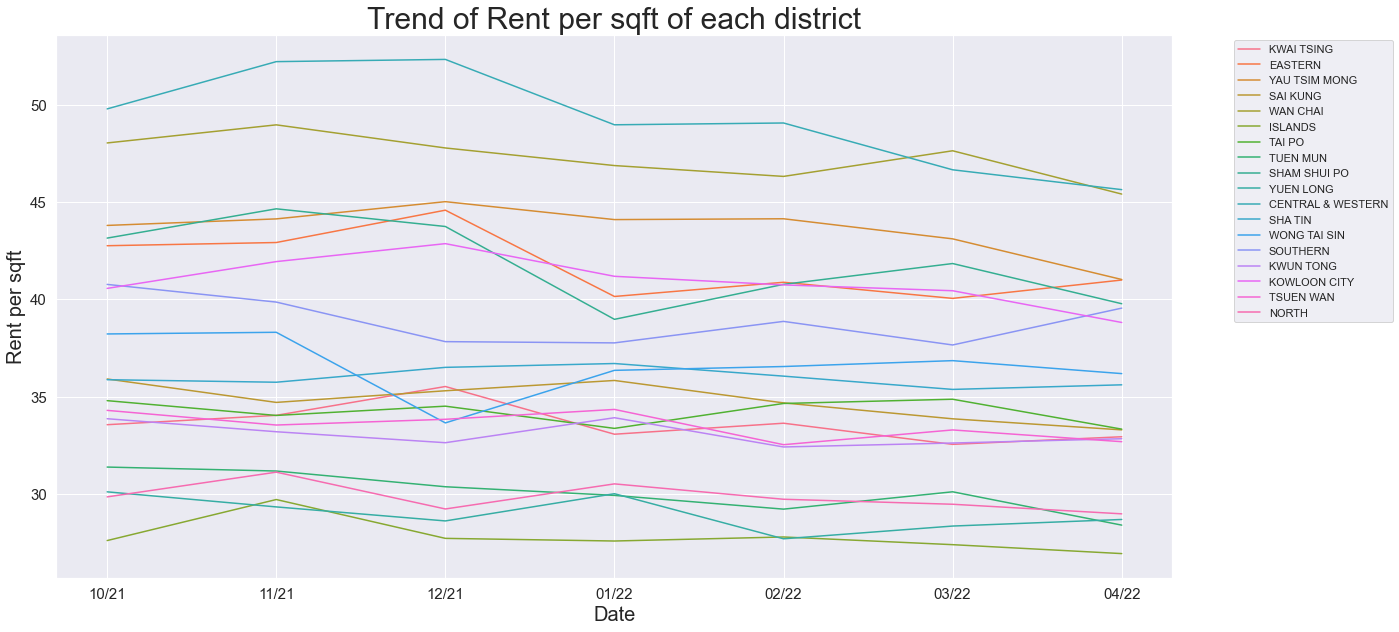 Trend of Rent per sqft of each district
Rent per sqft
50
45
40
35
30
10/21
11/21
12/21
01/22
02/22
03/22
04/22
Date
KWAI TSING
EASTERN
YAU TSIM MONG
SAI KUNG
WAN CHAI
ISLANDS
TAI PO
TUEN MUN
SHAM SHUI PO
YUEN LONG
CENTRAL & WESTERN
SHA TIN
WONG TAI SIN
SOUTHERN
KWUN TONG
KOWLOON CITY
TSUEN WAN
NORTH